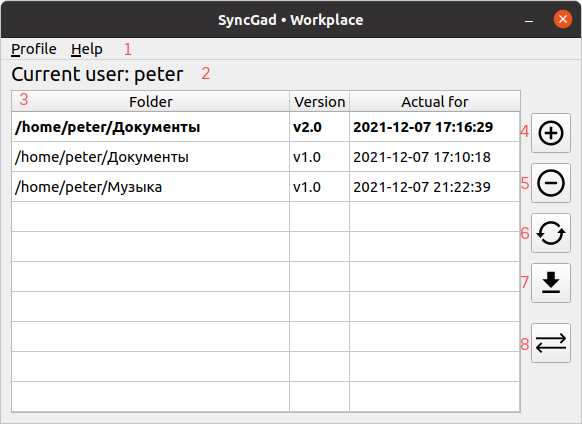 SyncGad • Workplace
Profile Help 1
Current user: peter 2
3 Folder Version Actual for
/home/peter/Документы v2.0 2021-12-07 17:16:29
4
/home/peter/Документы v1.0 2021-12-07 17:10:18
/home/peter/Музыка v1.0 2021-12-07 21:22:39
5
6
7
8